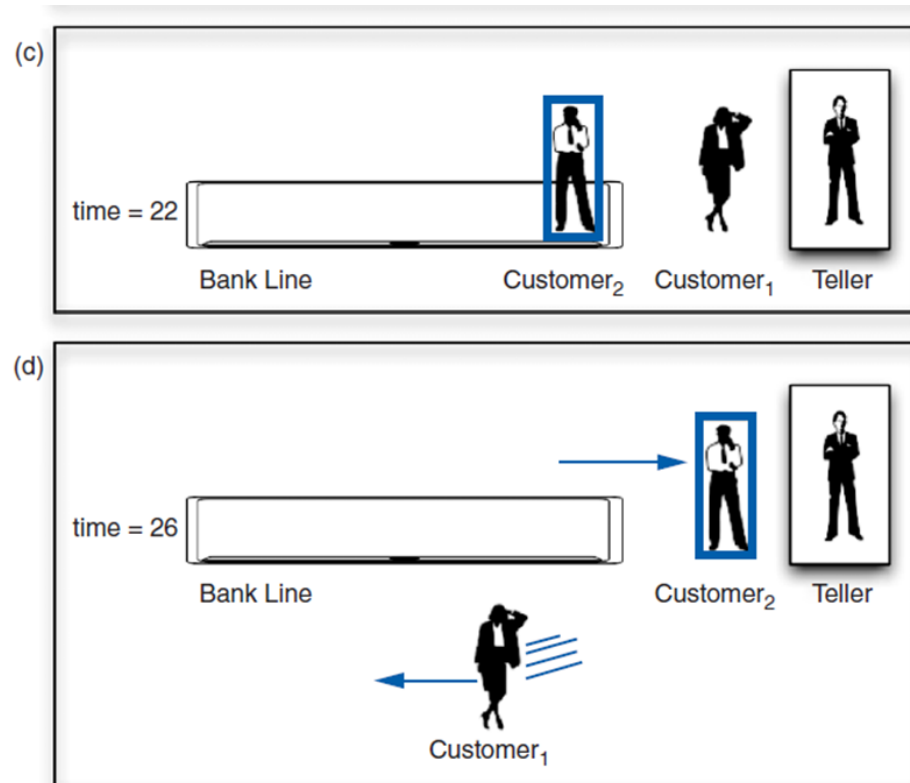 (c)
time = 22
Bank Line Customer₂ Customer₁ Teller
(d)
time = 26
Bank Line Customer₂ Teller
Customer₁